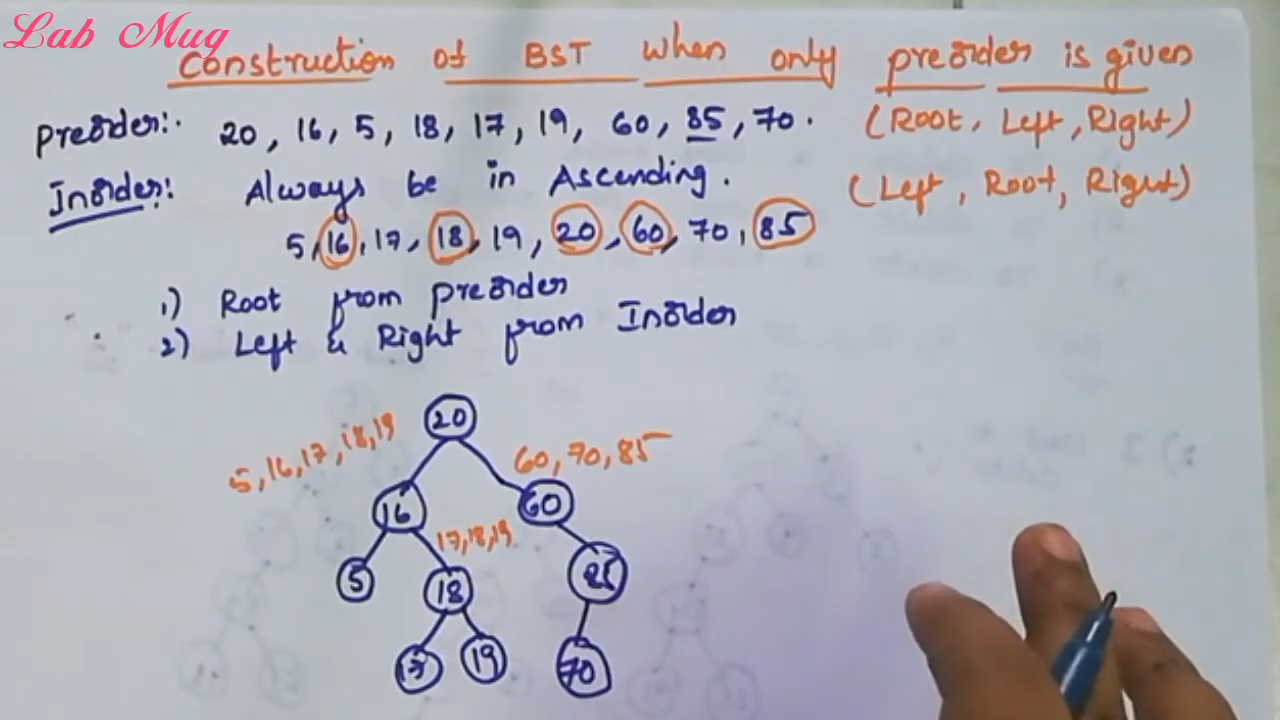 Lab Mug
Construction of BST when only preorder is given
Preorder:- 20, 16, 5, 18, 17, 19, 60, 85, 70. (Root, Left, Right)
Inorder: Always be in Ascending. (Left, Root, Right)
5, 16, 17, 18, 19, 20, 60, 70, 85
1) Root from preorder
2) Left & Right from Inorder
20
5, 16, 17, 18, 19
60, 70, 85
16
60
17, 18, 19
5
18
85
17
19
70